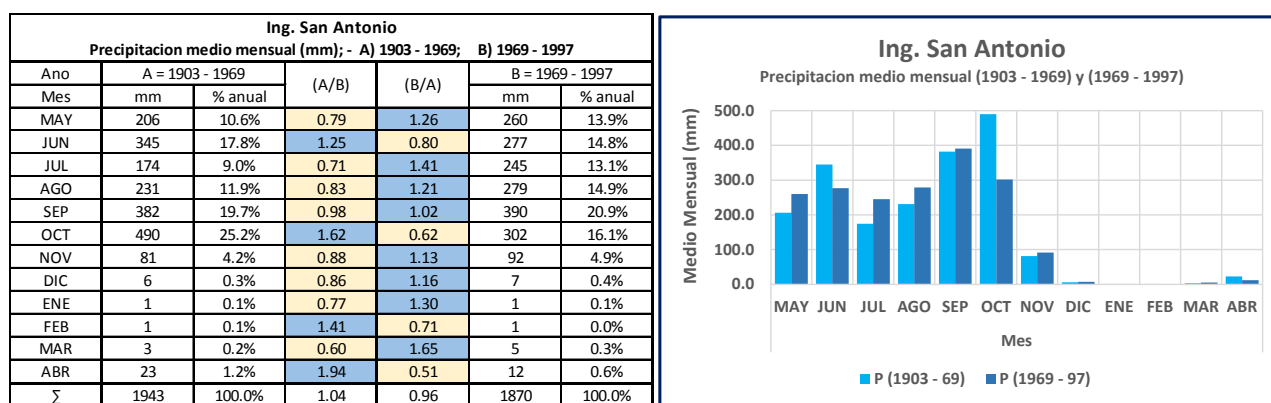 Ing. San Antonio
Precipitacion medio mensual (mm); - A) 1903 - 1969; B) 1969 - 1997
Ano A = 1903 - 1969 (A/B) (B/A) B = 1969 - 1997
Mes mm % anual mm % anual
MAY 206 10.6% 0.79 1.26 260 13.9%
JUN 345 17.8% 1.25 0.80 277 14.8%
JUL 174 9.0% 0.71 1.41 245 13.1%
AGO 231 11.9% 0.83 1.21 279 14.9%
SEP 382 19.7% 0.98 1.02 390 20.9%
OCT 490 25.2% 1.62 0.62 302 16.1%
NOV 81 4.2% 0.88 1.13 92 4.9%
DIC 6 0.3% 0.86 1.16 7 0.4%
ENE 1 0.1% 0.77 1.30 1 0.1%
FEB 1 0.1% 1.41 0.71 1 0.0%
MAR 3 0.2% 0.60 1.65 5 0.3%
ABR 23 1.2% 1.94 0.51 12 0.6%
∑ 1943 100.0% 1.04 0.96 1870 100.0%
Ing. San Antonio
Precipitacion medio mensual (1903 - 1969) y (1969 - 1997)
Medio Mensual (mm)
500.0
400.0
300.0
200.0
100.0
0.0
MAY JUN JUL AGO SEP OCT NOV DIC ENE FEB MAR ABR
Mes
P (1903 - 69) P (1969 - 97)